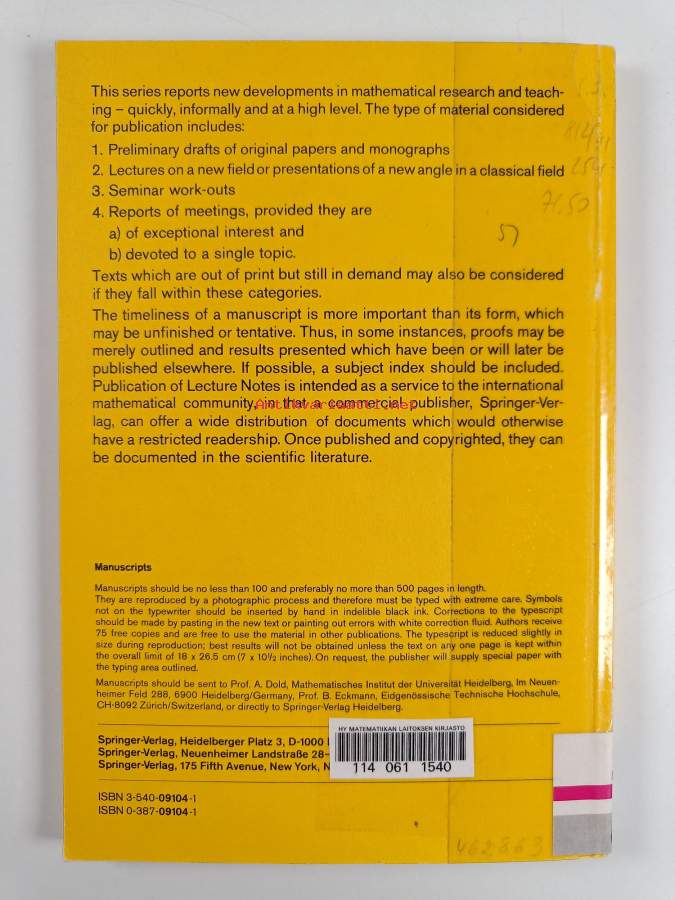 This series reports new developments in mathematical research and teach-
ing – quickly, informally and at a high level. The type of material considered
for publication includes:
1. Preliminary drafts of original papers and monographs
2. Lectures on a new field or presentations of a new angle in a classical field
3. Seminar work-outs
4. Reports of meetings, provided they are
a) of exceptional interest and
b) devoted to a single topic.
Texts which are out of print but still in demand may also be considered
if they fall within these categories.
The timeliness of a manuscript is more important than its form, which
may be unfinished or tentative. Thus, in some instances, proofs may be
merely outlined and results presented which have been or will later be
published elsewhere. If possible, a subject index should be included.
Publication of Lecture Notes is intended as a service to the international
mathematical community, in that a commercial publisher, Springer-Ver-
lag, can offer a wide distribution of documents which would otherwise
have a restricted readership. Once published and copyrighted, they can
be documented in the scientific literature.
Antikvariaatti.net
71.50
Manuscripts
Manuscripts should be no less than 100 and preferably no more than 500 pages in length.
They are reproduced by a photographic process and therefore must be typed with extreme care. Symbols
not on the typewriter should be inserted by hand in indelible black ink. Corrections to the typescript
should be made by pasting in the new text or painting out errors with white correction fluid. Authors receive
75 free copies and are free to use the material in other publications. The typescript is reduced slightly in
size during reproduction; best results will not be obtained unless the text on any one page is kept within
the overall limit of 18 x 26.5 cm (7 x 10½ inches). On request, the publisher will supply special paper with
the typing area outlined.
Manuscripts should be sent to Prof. A. Dold, Mathematisches Institut der Universität Heidelberg, Im Neuen-
heimer Feld 288, 6900 Heidelberg/Germany, Prof. B. Eckmann, Eidgenössische Technische Hochschule,
CH-8092 Zürich/Switzerland, or directly to Springer-Verlag Heidelberg.
Springer-Verlag, Heidelberger Platz 3, D-1000
Springer-Verlag, Neuenheimer Landstraße 28–
Springer-Verlag, 175 Fifth Avenue, New York, N
HY MATEMATIIKAN LAITOKSEN KIRJASTO
114 061 1540
ISBN 3-540-09104-1
ISBN 0-387-09104-1
462863